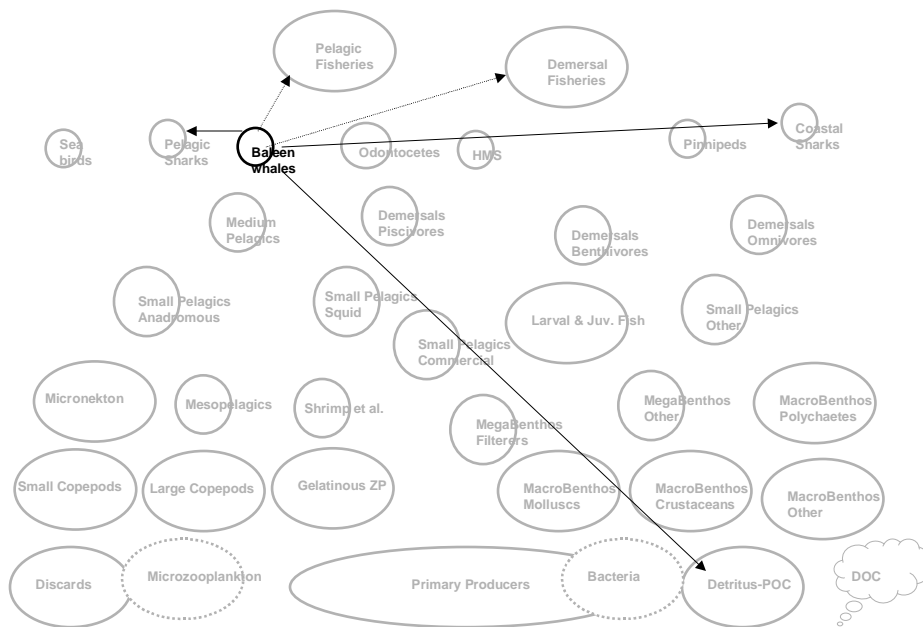 Pelagic
Fisheries
Demersal
Fisheries
Sea
birds
Pelagic
Sharks
Baleen
whales
Odontocetes
HMS
Pinnipeds
Coastal
Sharks
Medium
Pelagics
Demersals
Piscivores
Demersals
Benthivores
Demersals
Omnivores
Small Pelagics
Anadromous
Small Pelagics
Squid
Small Pelagics
Commercial
Larval & Juv. Fish
Small Pelagics
Other
Micronekton
Mesopelagics
Shrimp et al.
MegaBenthos
Filterers
MegaBenthos
Other
MacroBenthos
Polychaetes
Small Copepods
Large Copepods
Gelatinous ZP
MacroBenthos
Molluscs
MacroBenthos
Crustaceans
MacroBenthos
Other
Discards
Microzooplankton
Primary Producers
Bacteria
Detritus-POC
DOC